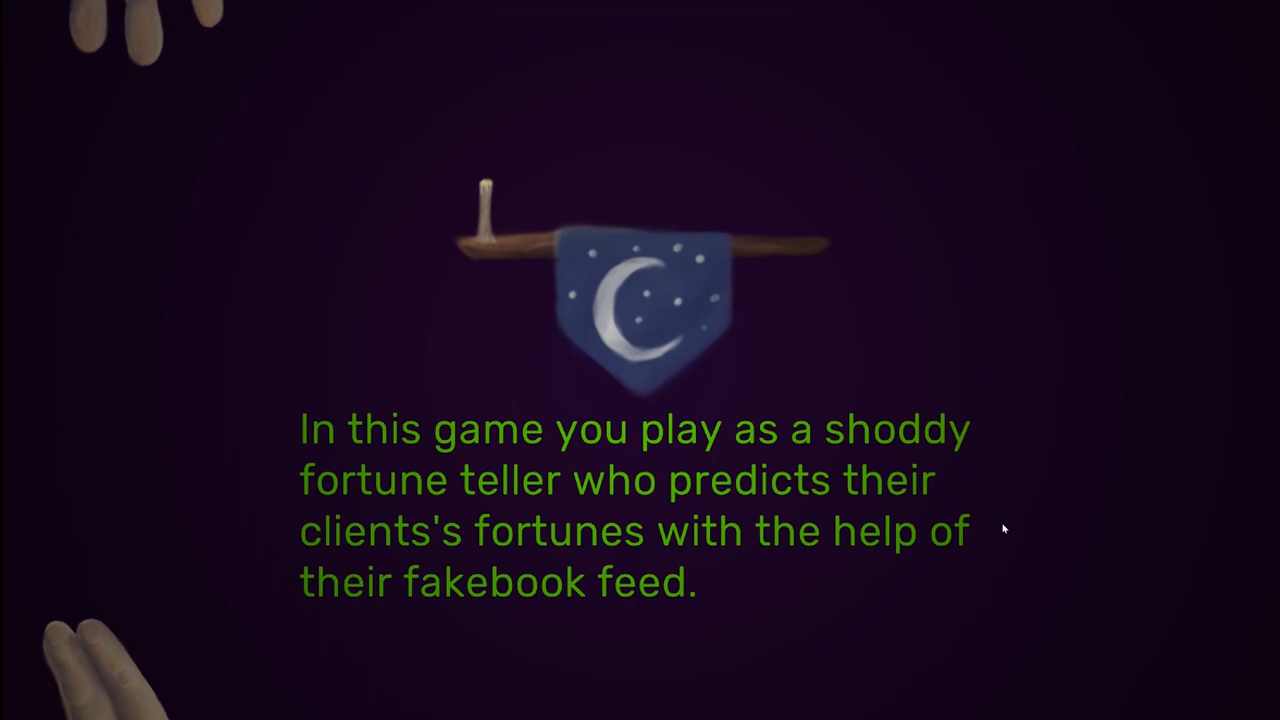 In this game you play as a shoddy
fortune teller who predicts their
clients's fortunes with the help of
their fakebook feed.